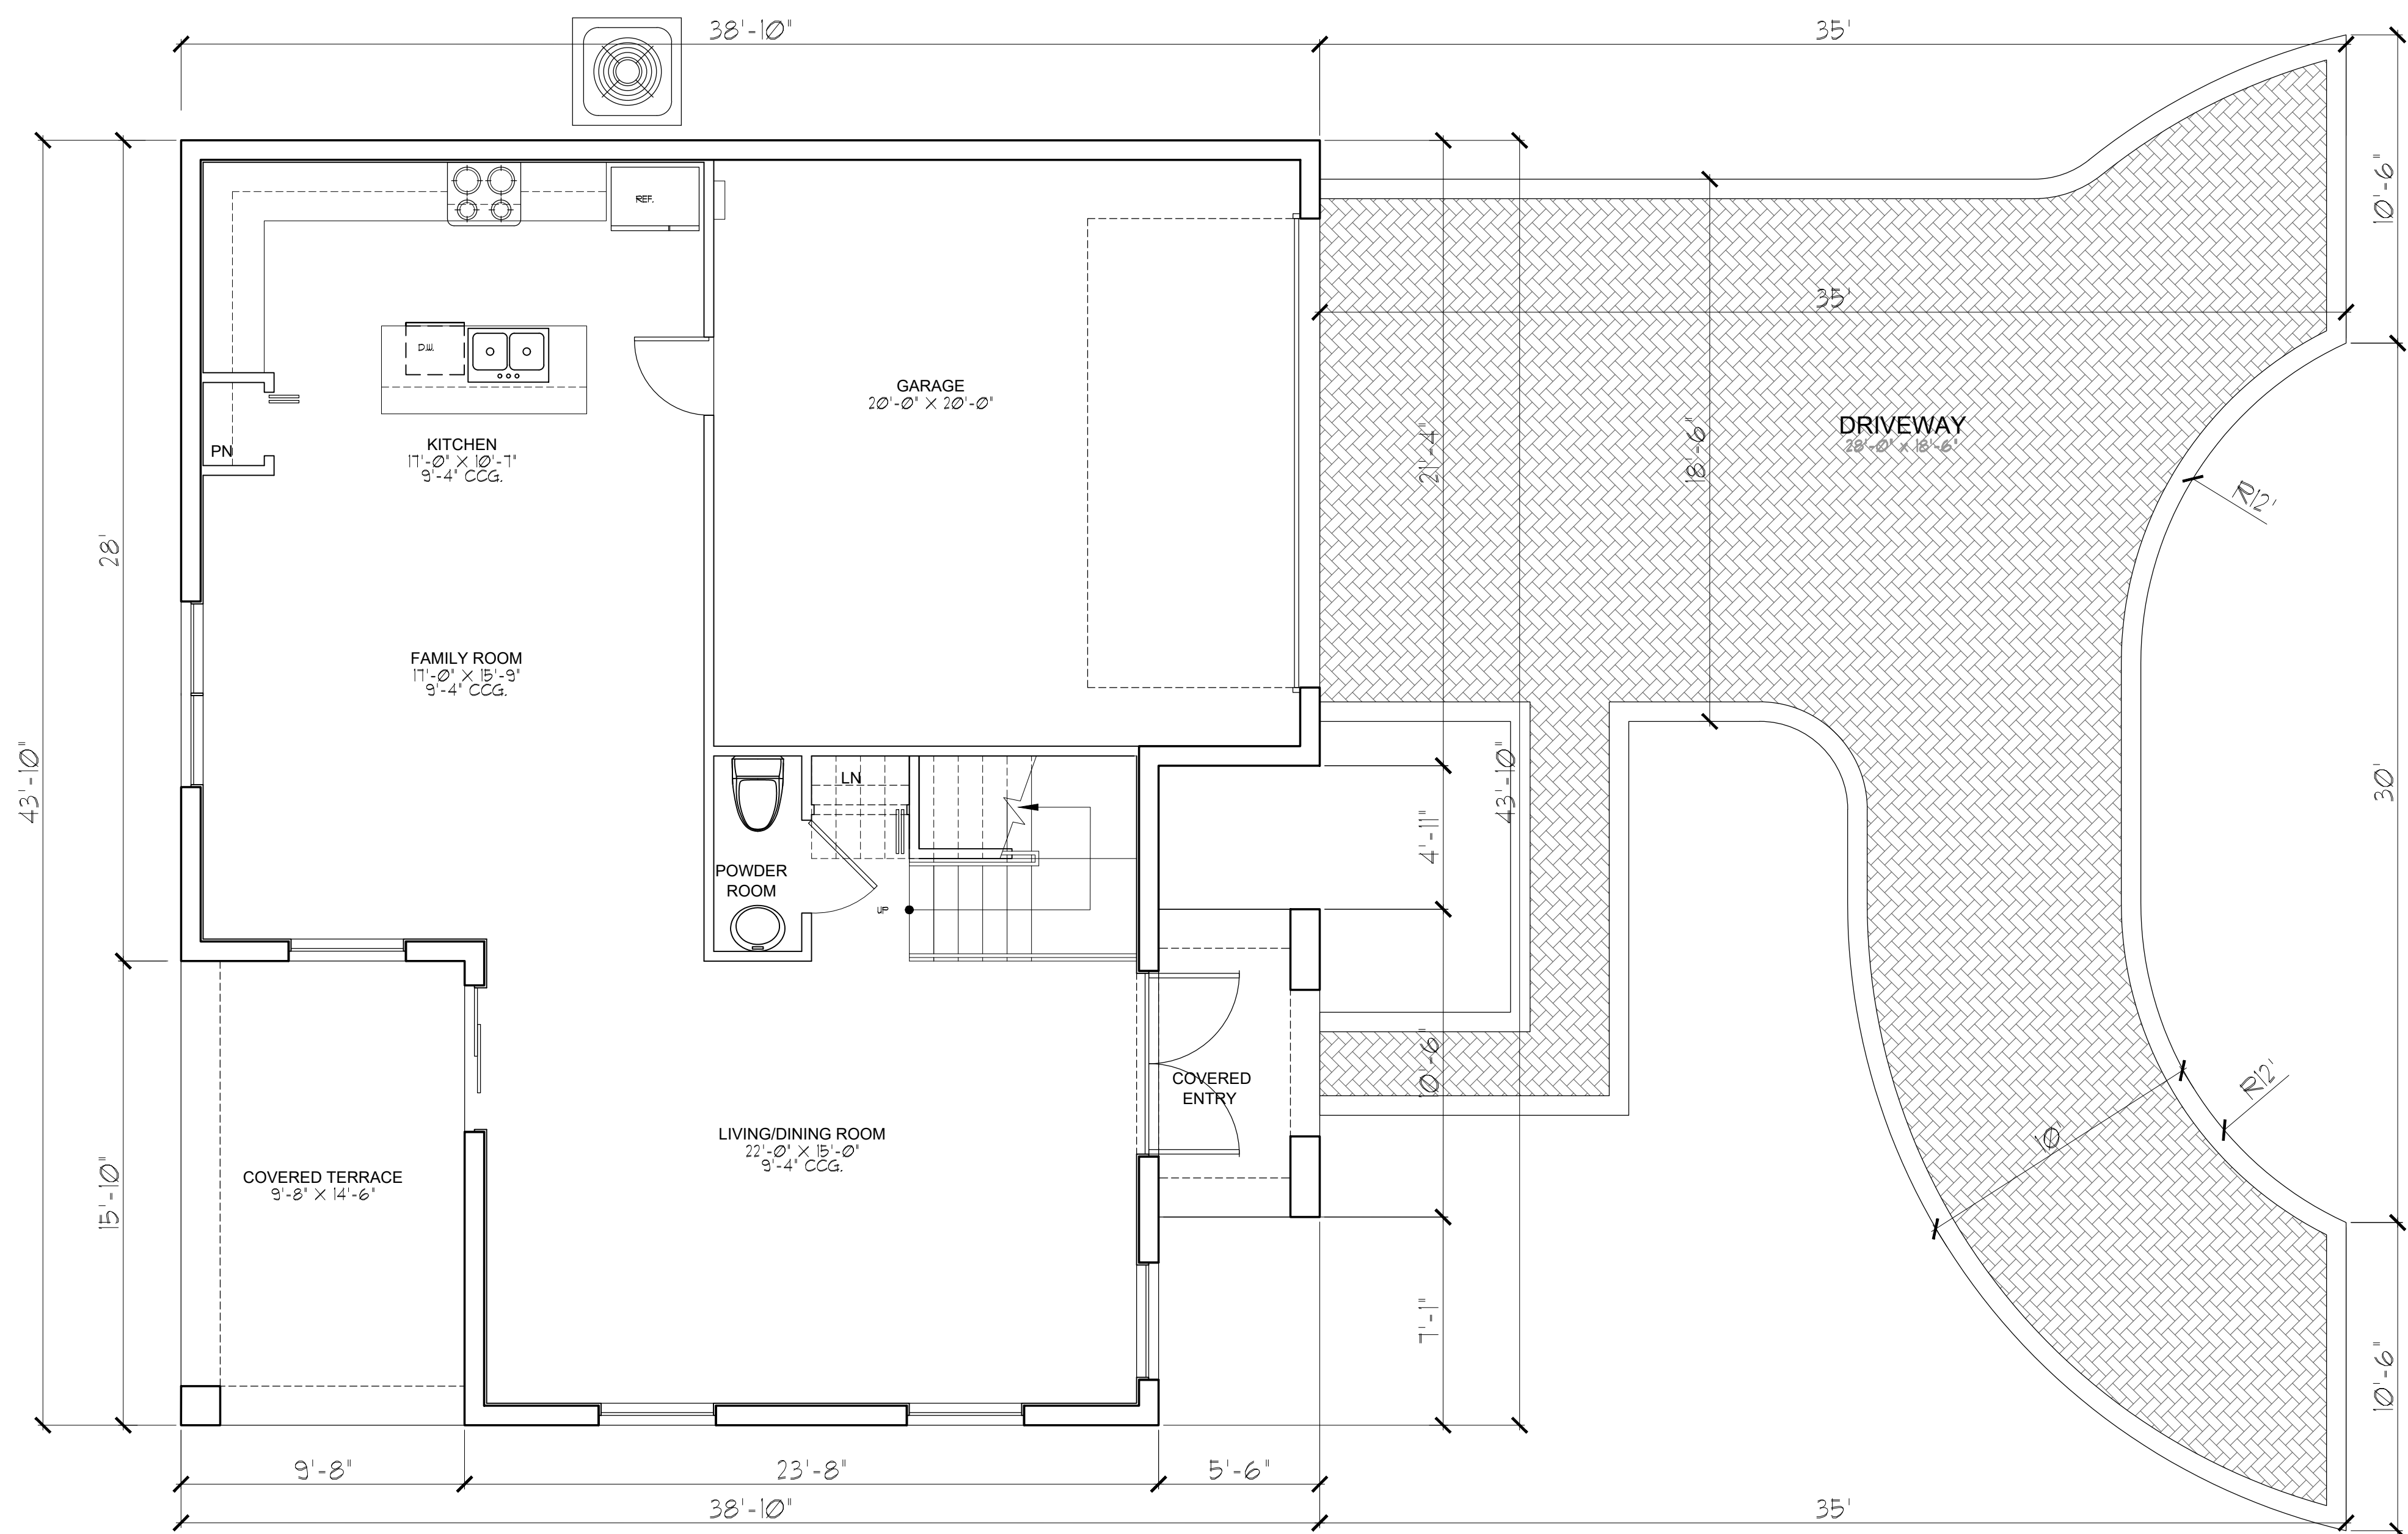 38'-10"
35'
10'-6"
REF.
35'
D.W.
GARAGE
20'-0" X 20'-0"
DRIVEWAY
28'-0" X 18'-6"
21'-4"
18'-6"
PN
KITCHEN
17'-0" X 10'-7"
9'-4" CCG.
R12'
28'
FAMILY ROOM
17'-0" X 15'-9"
9'-4" CCG.
43'-10"
LN
43'-10"
30'
4'-11"
POWDER
ROOM
UP
10'-6"
COVERED
ENTRY
R12'
10'
LIVING/DINING ROOM
22'-0" X 15'-0"
9'-4" CCG.
COVERED TERRACE
9'-8" X 14'-6"
15'-10"
7'-1"
10'-6"
9'-8"
23'-8"
5'-6"
38'-10"
35'